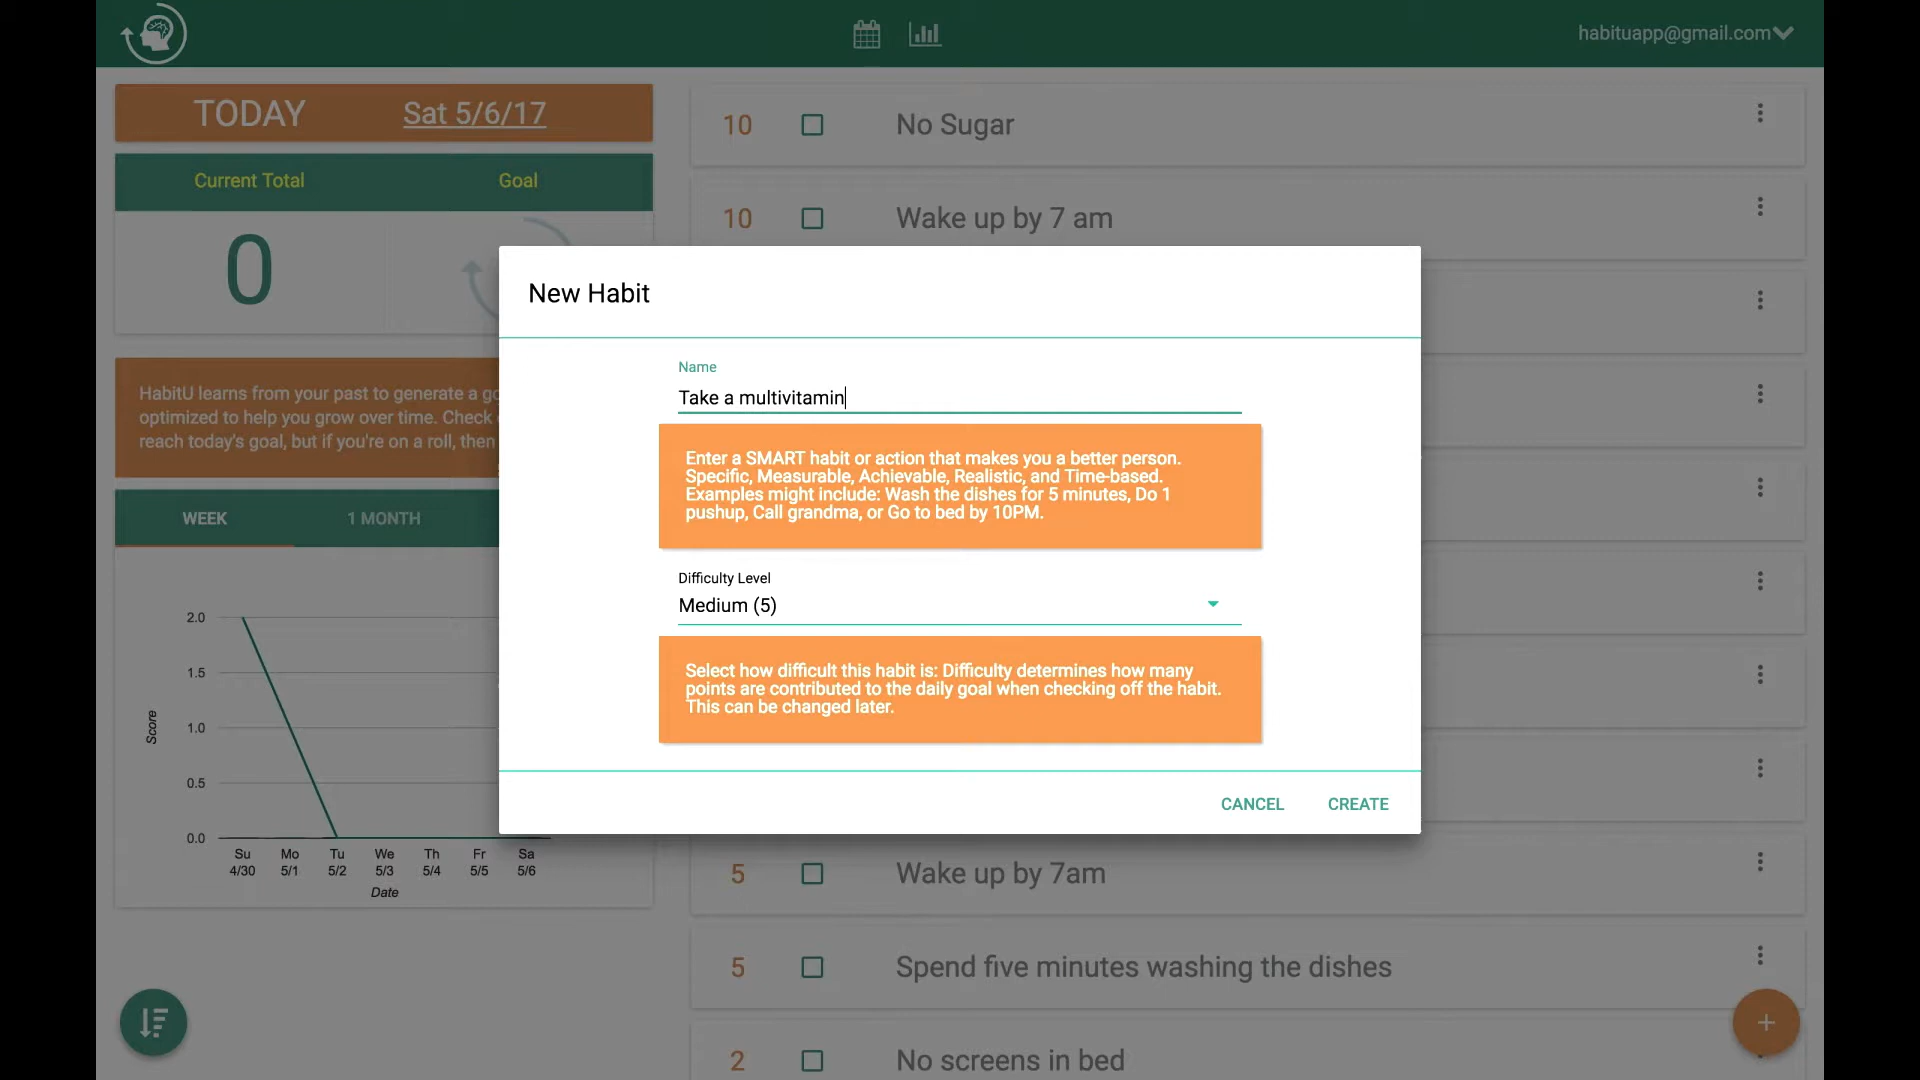 habituapp@gmail.com
TODAY Sat 5/6/17
Current Total Goal
0
HabitU learns from your past to generate a
optimized to help you grow over time. Check
reach today's goal, but if you're on a roll, then
WEEK 1 MONTH
2.0
1.5
1.0
0.5
0.0
Score
Su Mo Tu We Th Fr Sa
4/30 5/1 5/2 5/3 5/4 5/5 5/6
Date
10 No Sugar
10 Wake up by 7 am
New Habit
Name
Take a multivitamin
Enter a SMART habit or action that makes you a better person.
Specific, Measurable, Achievable, Realistic, and Time-based.
Examples might include: Wash the dishes for 5 minutes, Do 1
pushup, Call grandma, or Go to bed by 10PM.
Difficulty Level
Medium (5)
Select how difficult this habit is: Difficulty determines how many
points are contributed to the daily goal when checking off the habit.
This can be changed later.
CANCEL CREATE
5 Wake up by 7am
5 Spend five minutes washing the dishes
2 No screens in bed